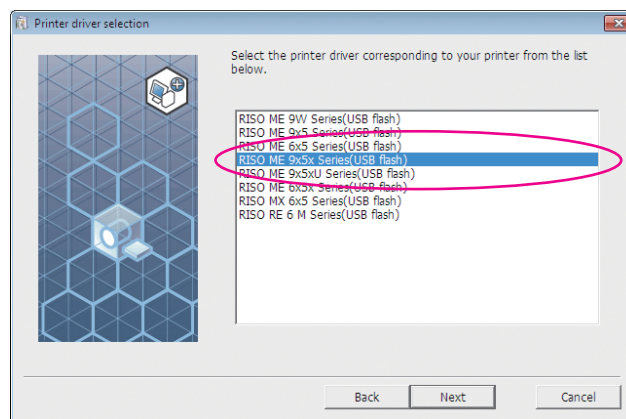 Printer driver selection
Select the printer driver corresponding to your printer from the list
below.
RISO ME 9W Series(USB flash)
RISO ME 9x5 Series(USB flash)
RISO ME 6x5 Series(USB flash)
RISO ME 9x5x Series(USB flash)
RISO ME 9x5xU Series(USB flash)
RISO ME 6x5x Series(USB flash)
RISO MX 6x5 Series(USB flash)
RISO RE 6 M Series(USB flash)
Back Next Cancel